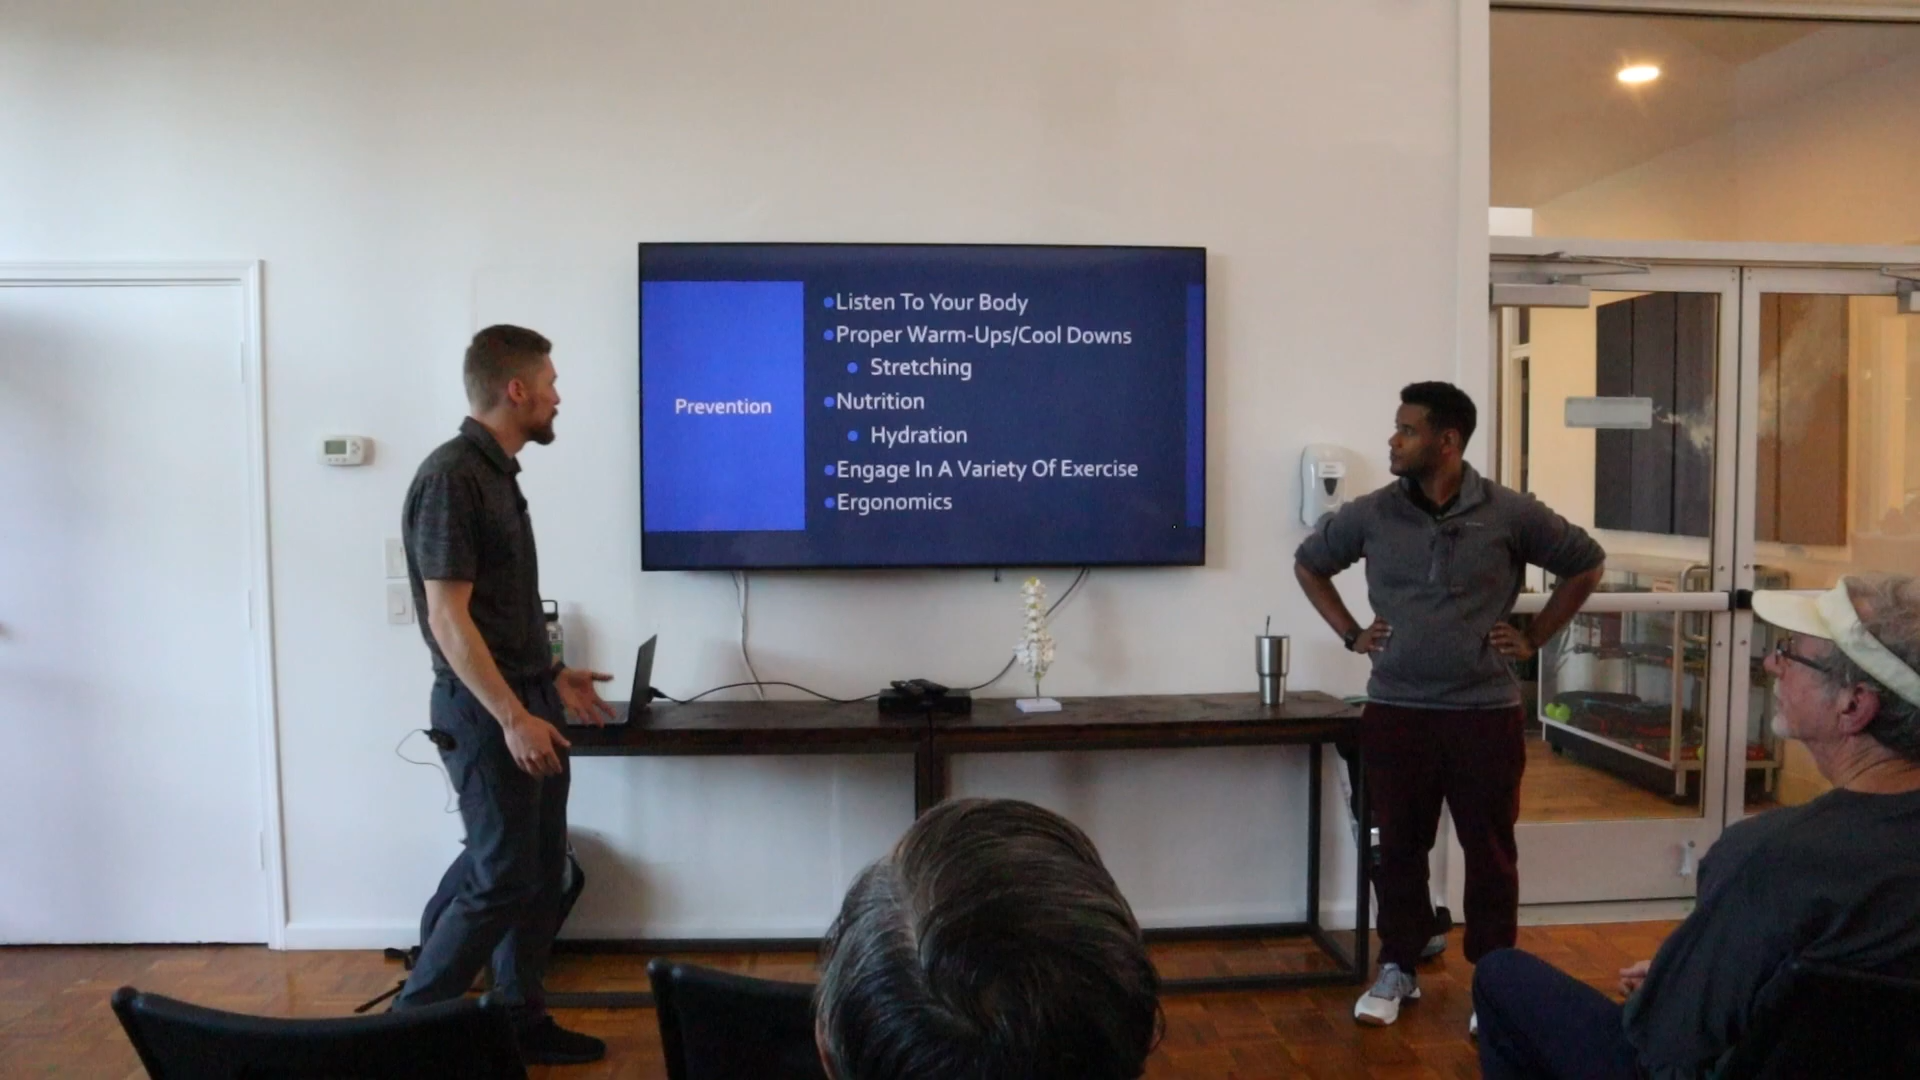 Prevention
•Listen To Your Body
•Proper Warm-Ups/Cool Downs
• Stretching
•Nutrition
• Hydration
•Engage In A Variety Of Exercise
•Ergonomics